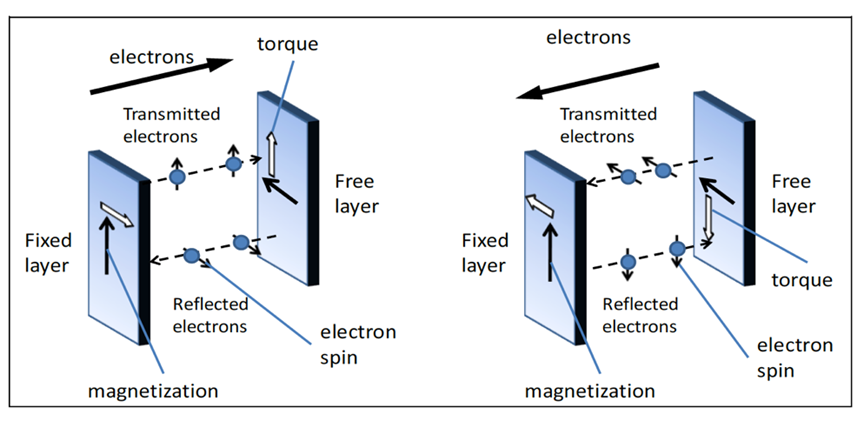 electrons
torque
Transmitted
electrons
Free
layer
Fixed
layer
Reflected
electrons
electron
spin
magnetization
electrons
Transmitted
electrons
Free
layer
Fixed
layer
torque
Reflected
electrons
electron
spin
magnetization